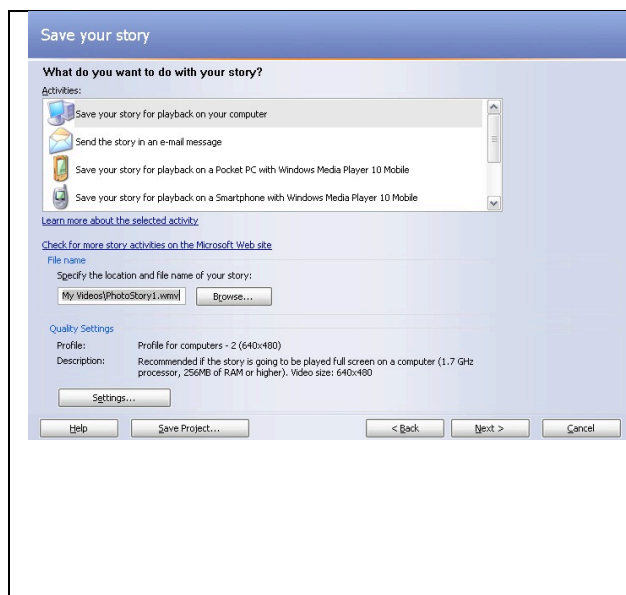 Save your story
What do you want to do with your story?
Activities:
Save your story for playback on your computer
Send the story in an e-mail message
Save your story for playback on a Pocket PC with Windows Media Player 10 Mobile
Save your story for playback on a Smartphone with Windows Media Player 10 Mobile
Learn more about the selected activity
Check for more story activities on the Microsoft Web site
File name
Specify the location and file name of your story:
My Videos\PhotoStory1.wmv Browse...
Quality Settings
Profile: Profile for computers - 2 (640x480)
Description: Recommended if the story is going to be played full screen on a computer (1.7 GHz
processor, 256MB of RAM or higher). Video size: 640x480
Settings...
Help Save Project... < Back Next > Cancel